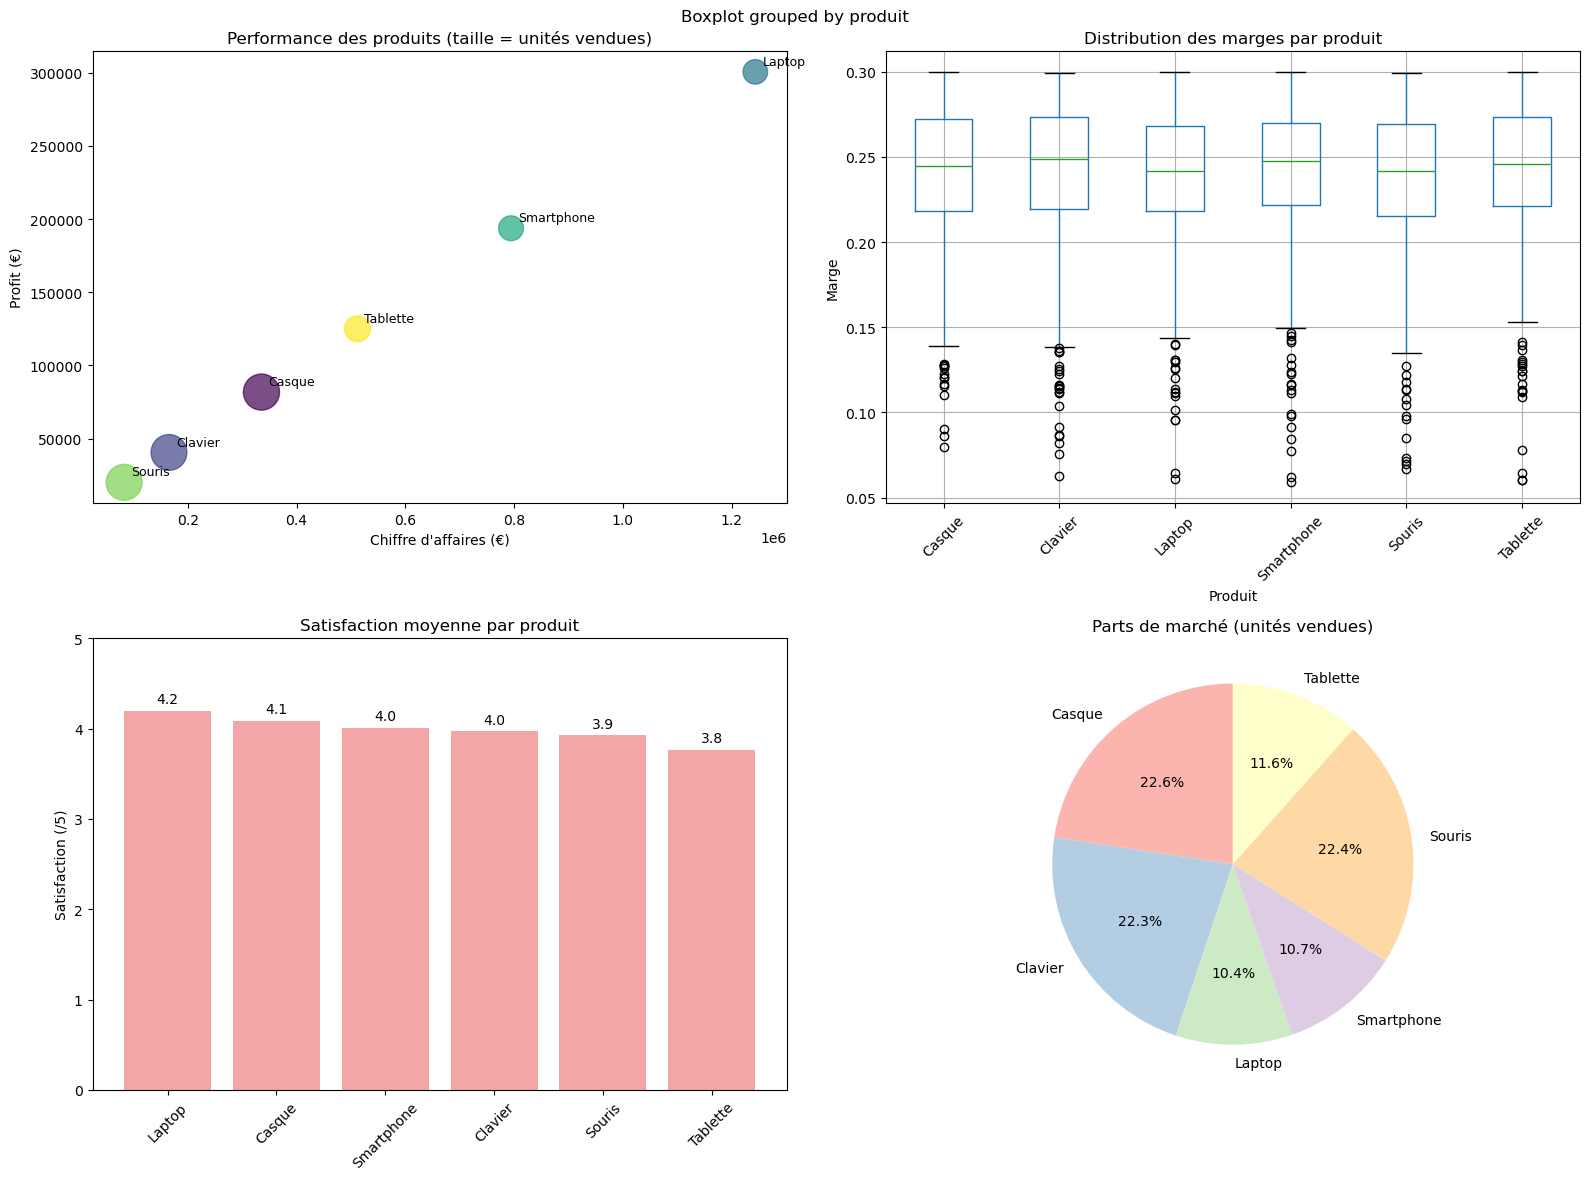 Boxplot grouped by produit
Performance des produits (taille = unités vendues)
300000
250000
200000
150000
100000
50000
Profit (€)
Laptop
Smartphone
Tablette
Casque
Clavier
Souris
0.2
0.4
0.6
0.8
1.0
1.2
1e6
Chiffre d'affaires (€)
Distribution des marges par produit
0.30
0.25
0.20
0.15
0.10
0.05
Marge
Casque
Clavier
Laptop
Smartphone
Souris
Tablette
Produit
Satisfaction moyenne par produit
5
4
3
2
1
0
Satisfaction (/5)
4.2
4.1
4.0
4.0
3.9
3.8
Laptop
Casque
Smartphone
Clavier
Souris
Tablette
Parts de marché (unités vendues)
Tablette
Casque
11.6%
22.6%
Souris
22.4%
22.3%
Clavier
10.7%
10.4%
Smartphone
Laptop